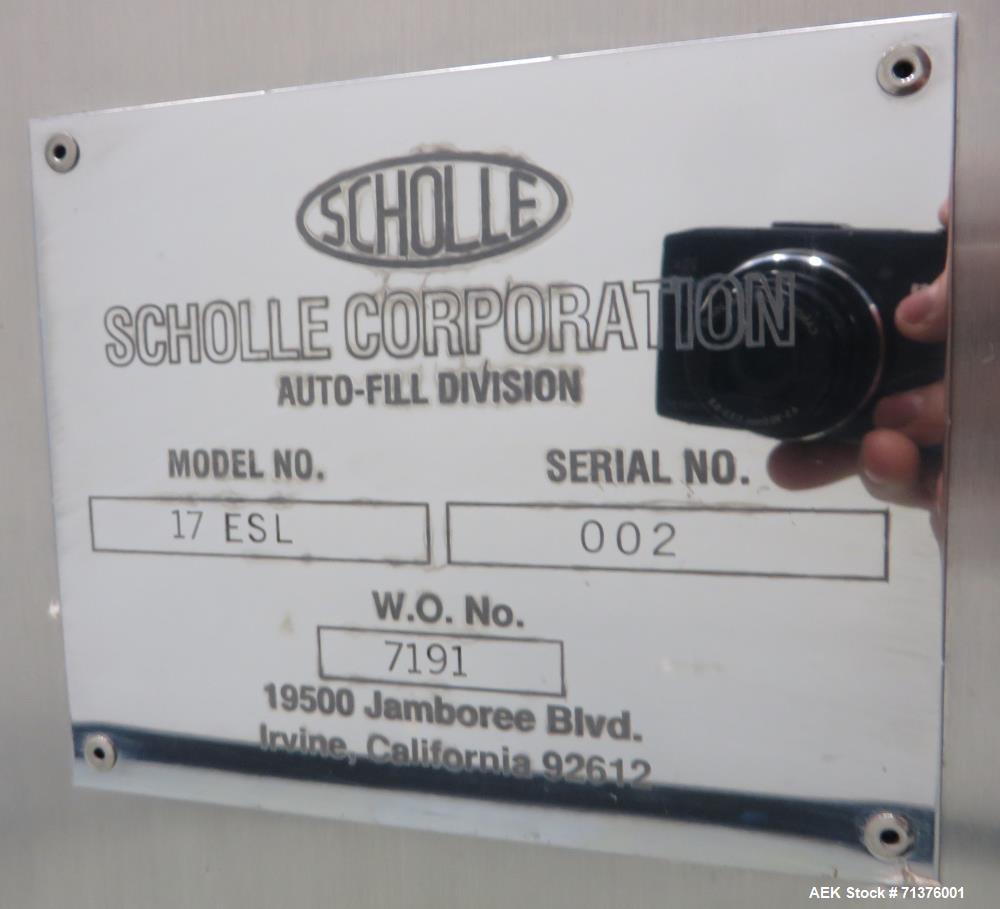 SCHOLLE
SCHOLLE CORPORATION
AUTO-FILL DIVISION
MODEL NO. SERIAL NO.
17 ESL 002
W.O. No.
7191
19500 Jamboree Blvd.
Irvine, California 92612
AEK Stock # 71376001